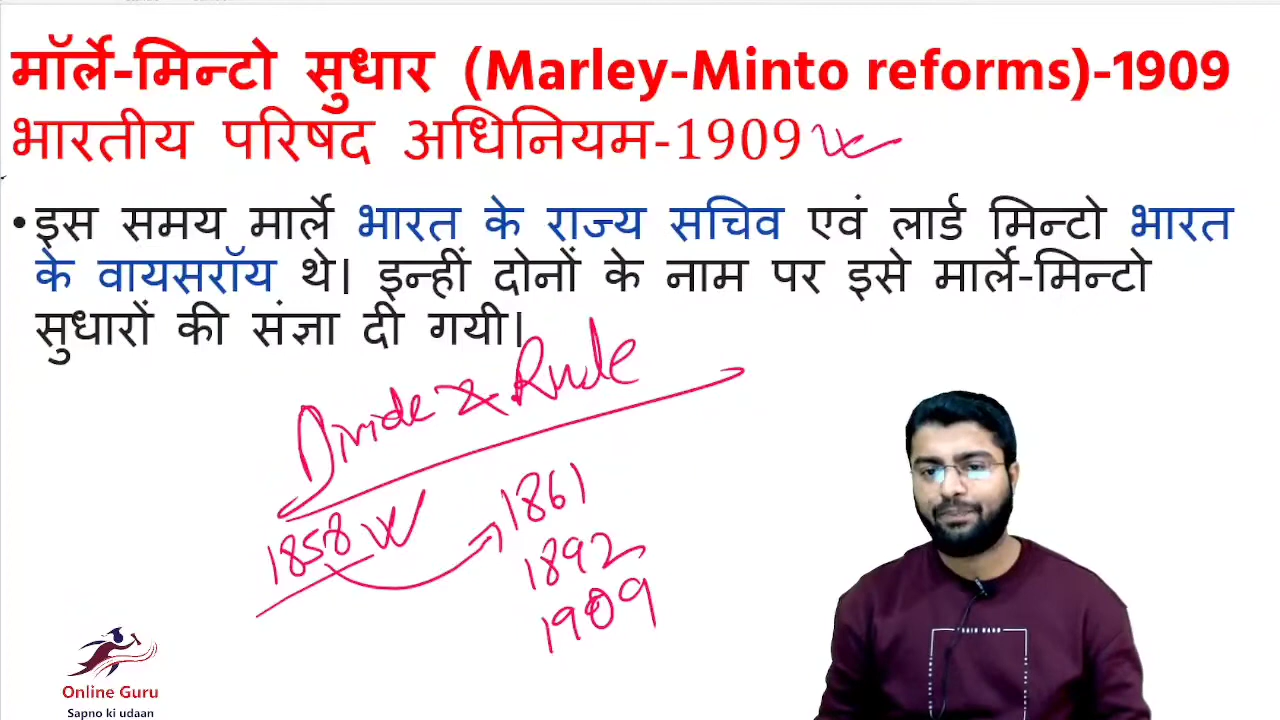 मॉर्ले-मिन्टो सुधार (Marley-Minto reforms)-1909
भारतीय परिषद अधिनियम-1909
• इस समय मार्ले भारत के राज्य सचिव एवं लार्ड मिन्टो भारत
के वायसरॉय थे। इन्हीं दोनों के नाम पर इसे मार्ले-मिन्टो
सुधारों की संज्ञा दी गयी।
Divide & Rule
1858
1861
1892
1909
Online Guru
Sapno ki udaan